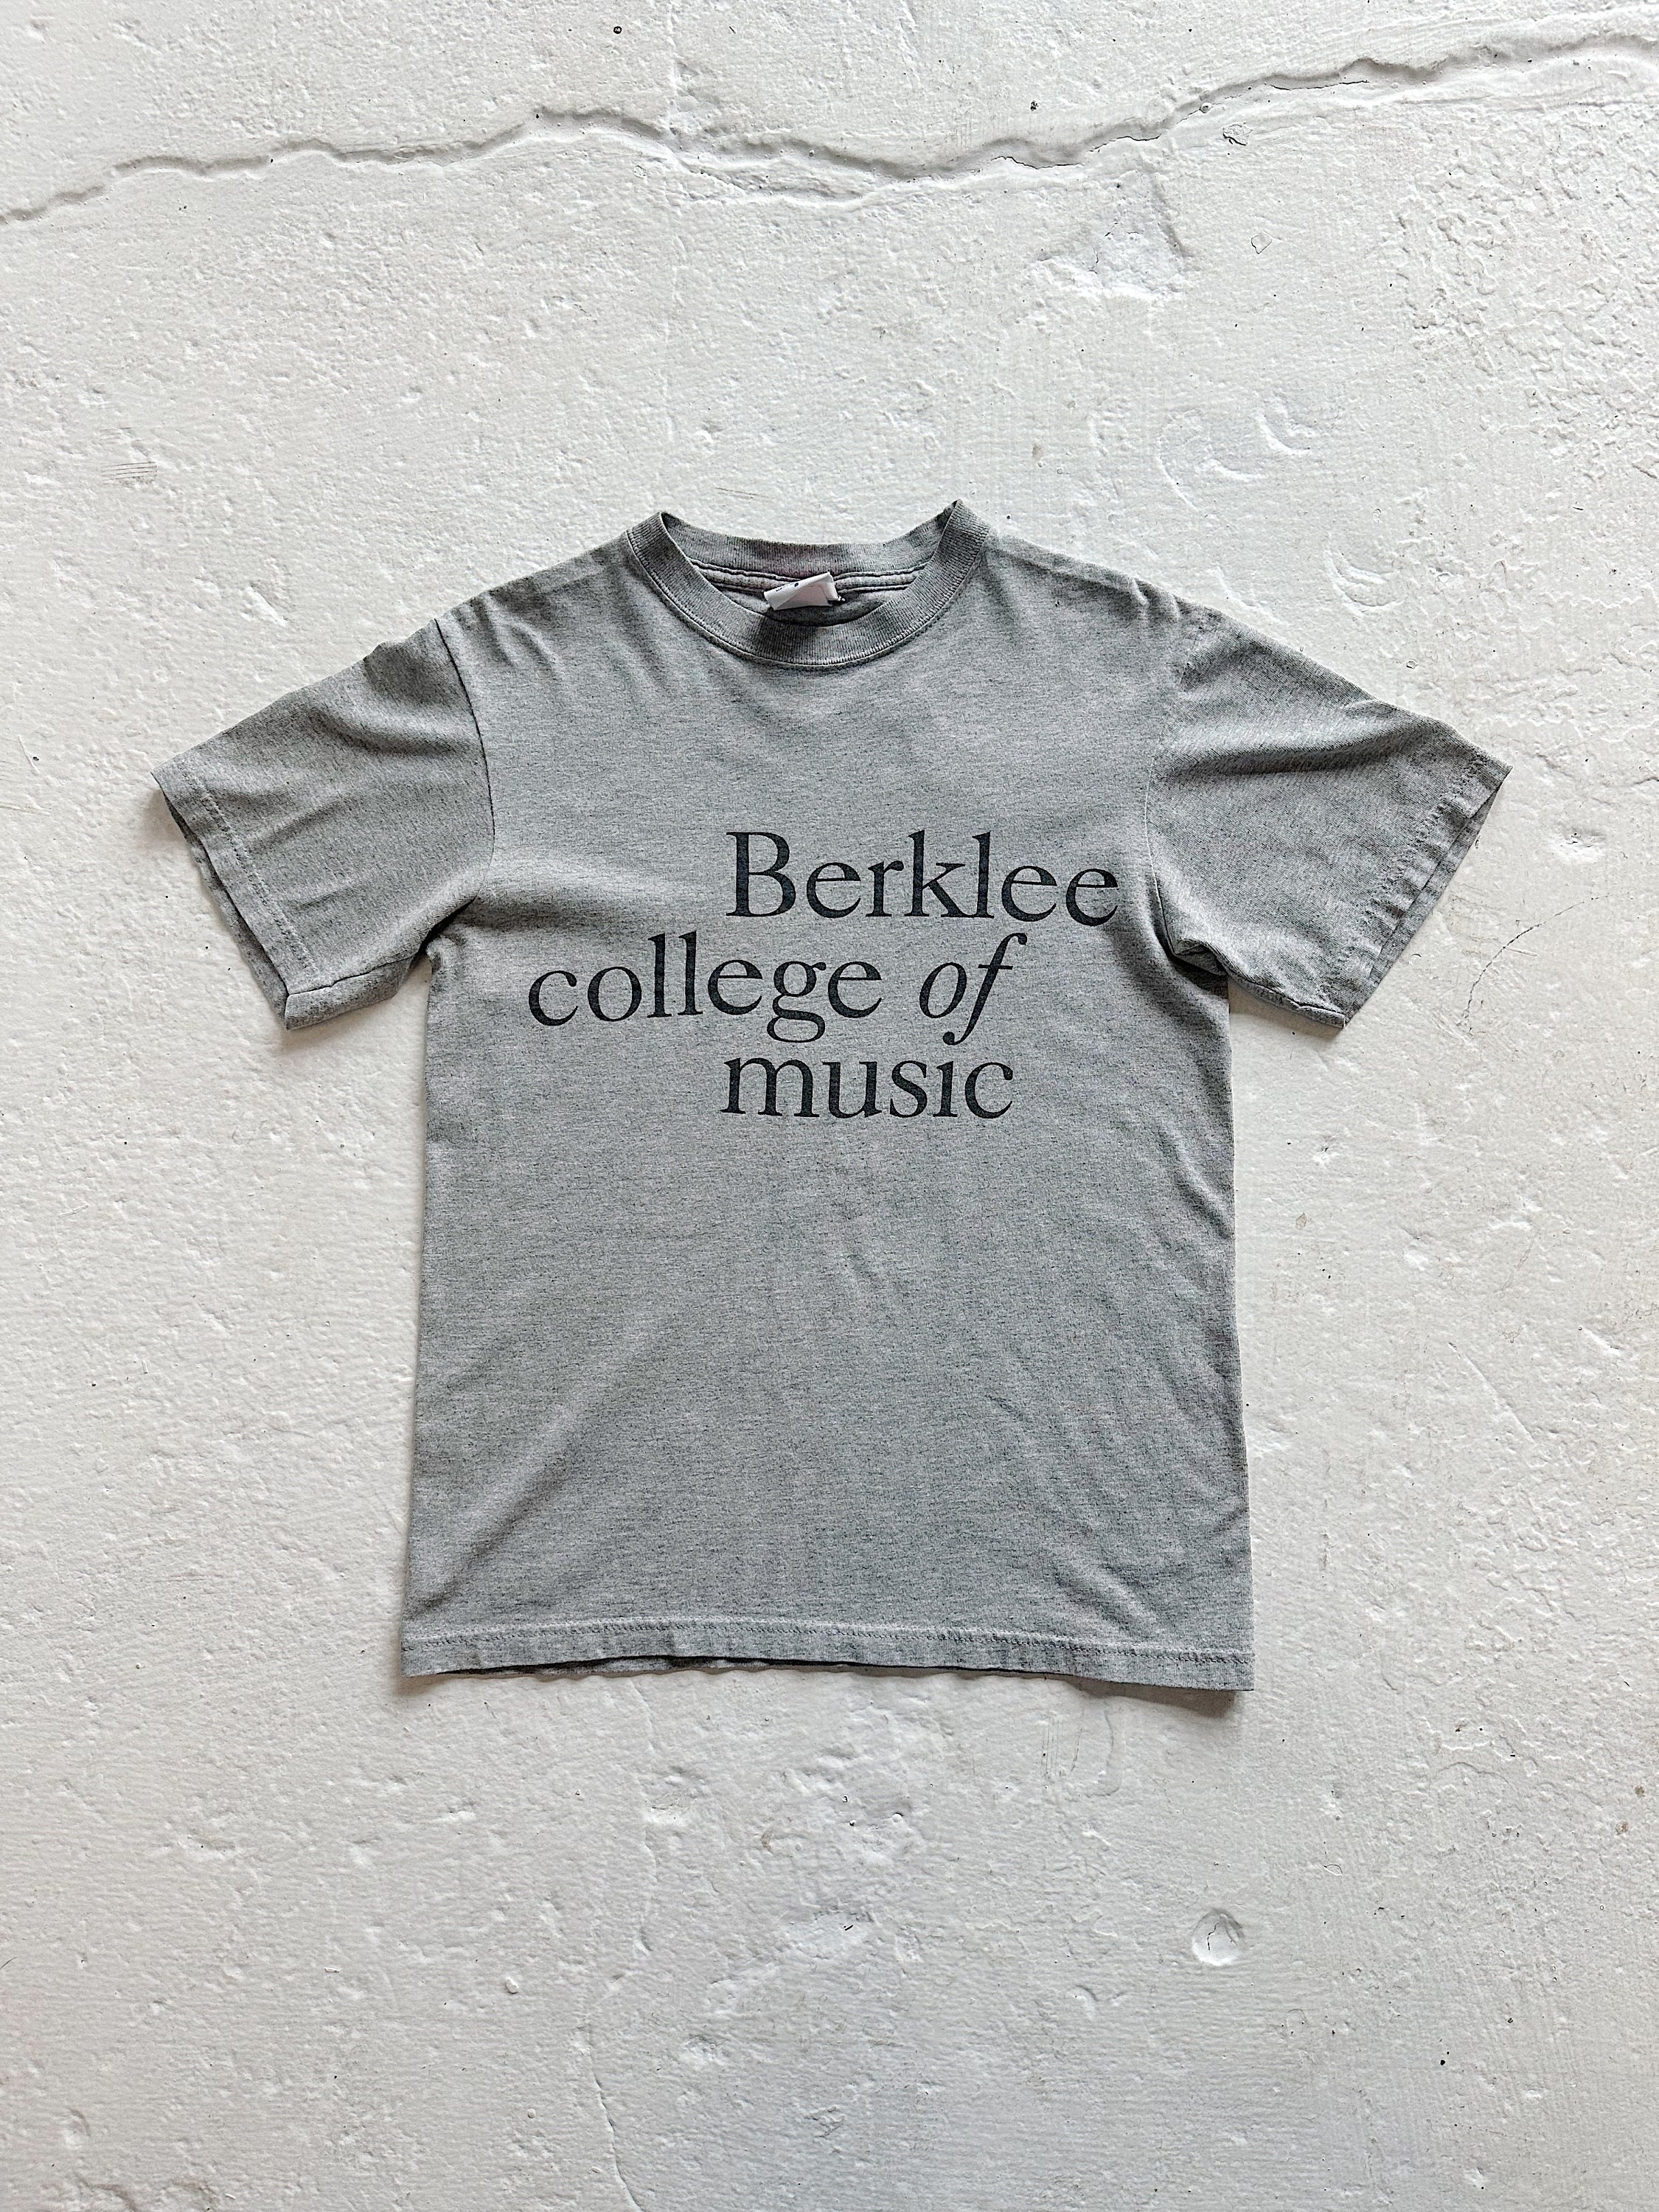 Berklee
college of
music